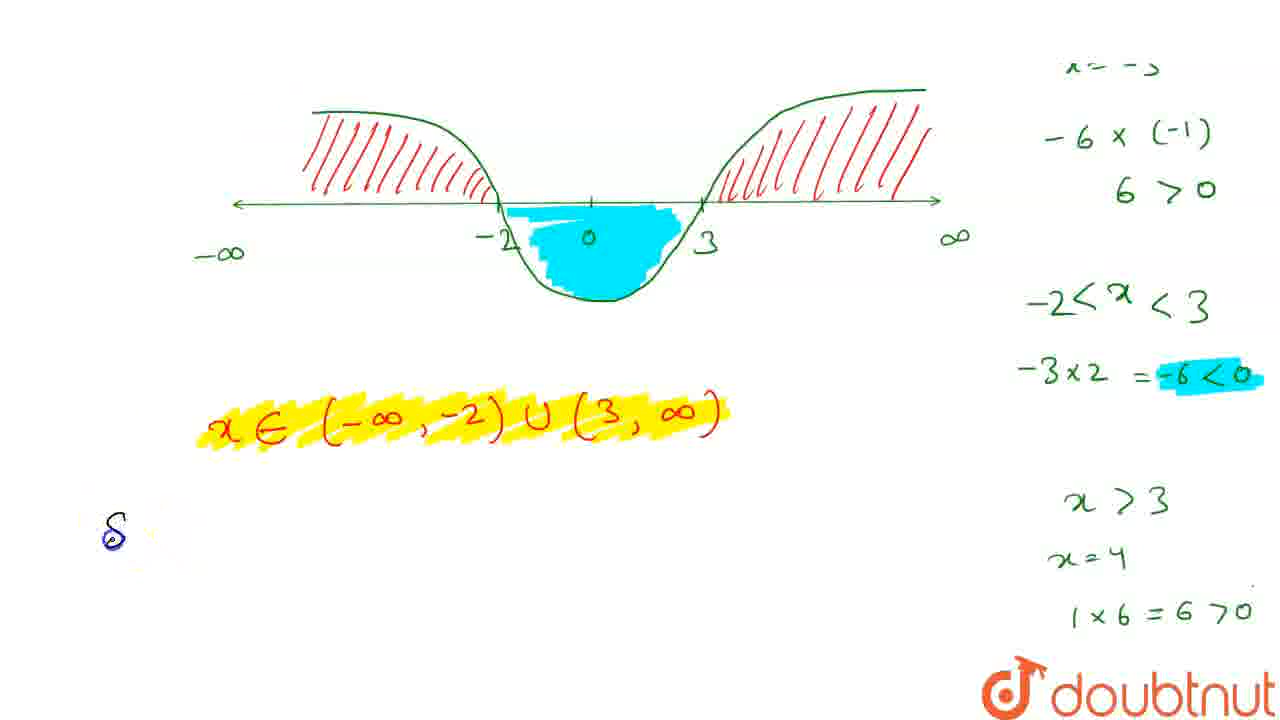 -∞ -2 0 3 ∞
x ∈ (-∞, -2) ∪ (3, ∞)
x = -3
-6 × (-1)
6 > 0
-2 < x < 3
-3 × 2 = -6 < 0
x > 3
x = 4
1 × 6 = 6 > 0
doubtnut